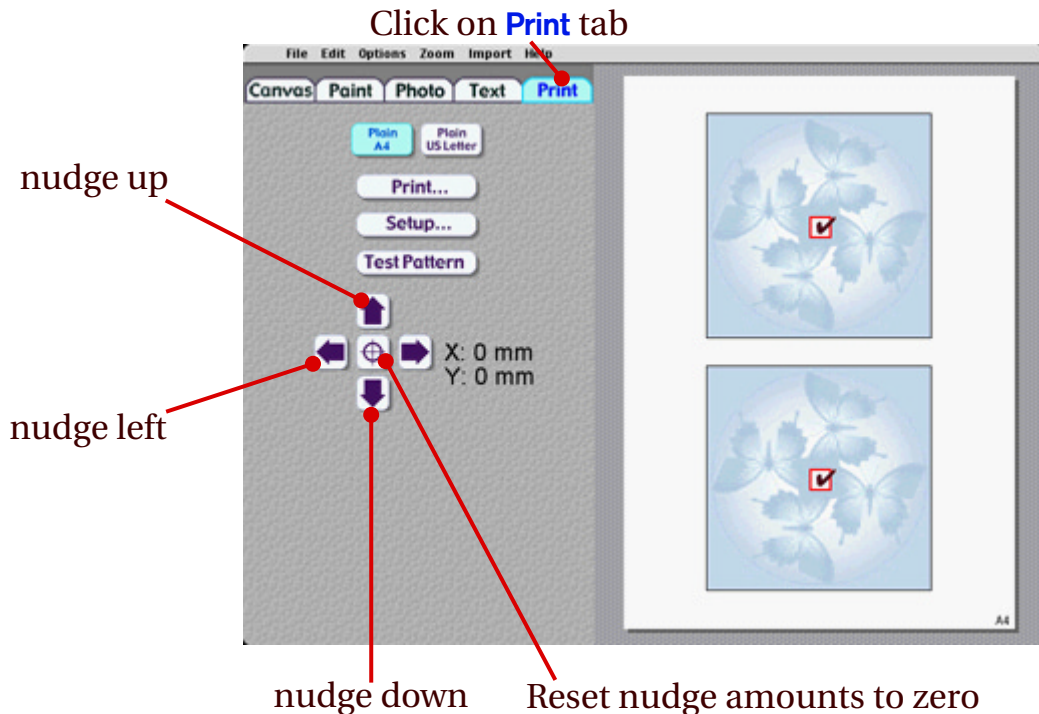 Click on Print tab
File Edit Options Zoom Import Help
Canvas Paint Photo Text Print
Plain A4
Plain US Letter
Print...
nudge up
Setup...
Test Pattern
X: 0 mm
Y: 0 mm
nudge left
A4
nudge down
Reset nudge amounts to zero